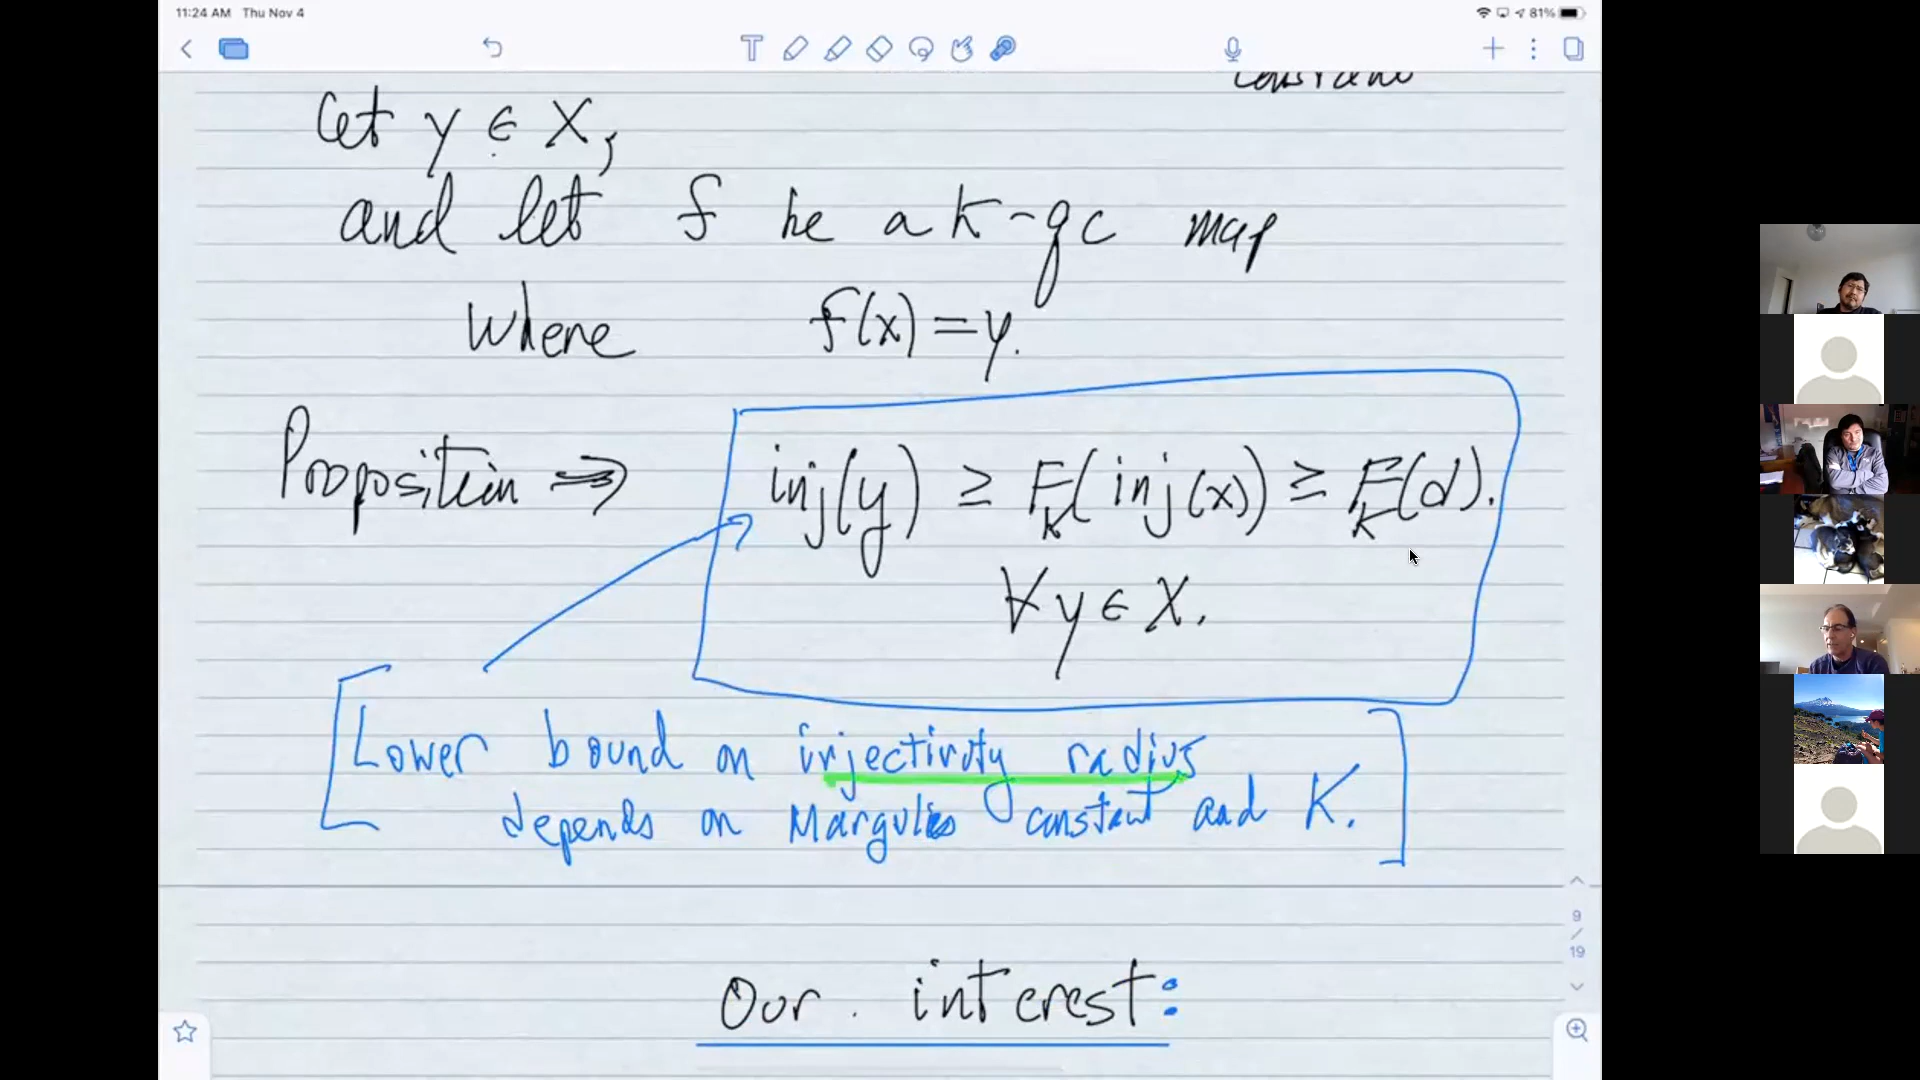 11:24 AM Thu Nov 4
81%
T
constant
Let y ∈ X,
and let f be a K-qc map
where f(x) = y.
Proposition ⇒ inj(y) ≥ F_K(inj(x)) ≥ F_K(d).
∀ y ∈ X.
[Lower bound on injectivity radius
depends on Margulis constant and K.]
9
/
19
Our interest: